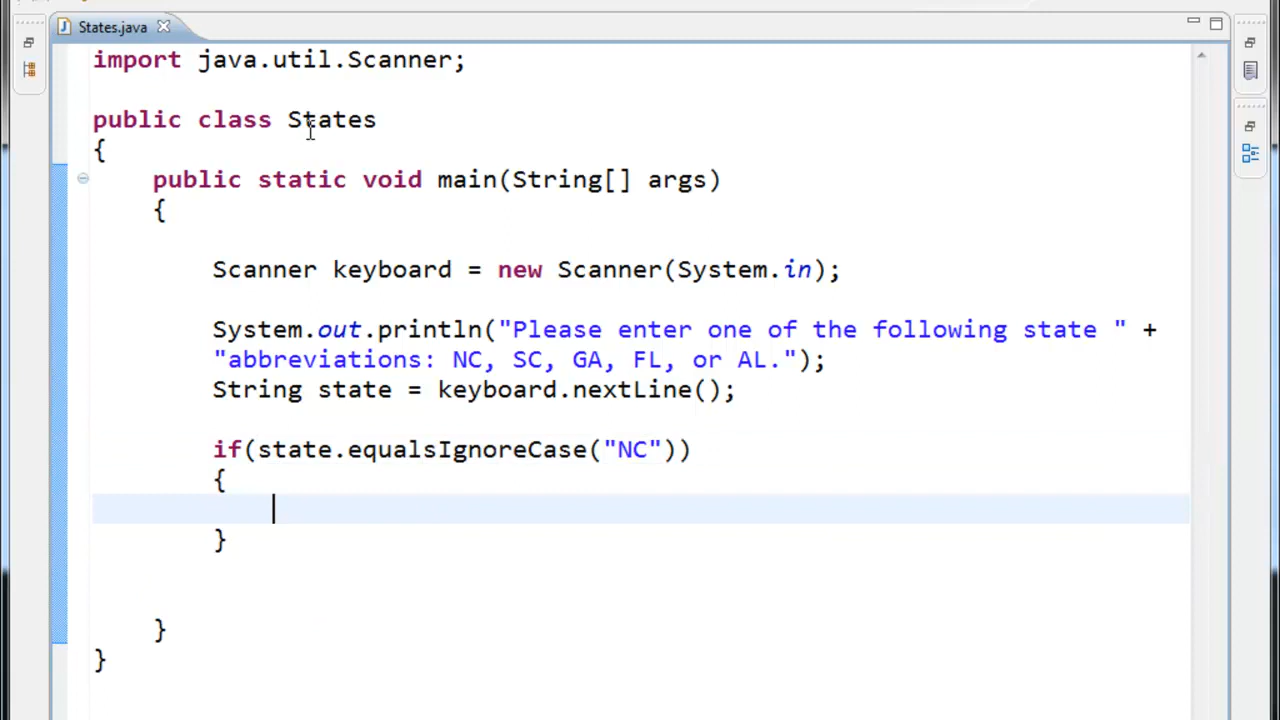 States.java
import java.util.Scanner;
public class States
{
public static void main(String[] args)
{
Scanner keyboard = new Scanner(System.in);
System.out.println("Please enter one of the following state " +
"abbreviations: NC, SC, GA, FL, or AL.");
String state = keyboard.nextLine();
if(state.equalsIgnoreCase("NC"))
{
}
}
}